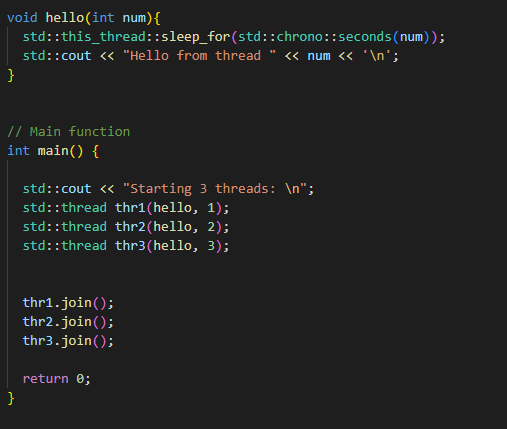 void hello(int num){
  std::this_thread::sleep_for(std::chrono::seconds(num));
  std::cout << "Hello from thread " << num << '\n';
}
// Main function
int main() {
  std::cout << "Starting 3 threads: \n";
  std::thread thr1(hello, 1);
  std::thread thr2(hello, 2);
  std::thread thr3(hello, 3);
  thr1.join();
  thr2.join();
  thr3.join();
  return 0;
}